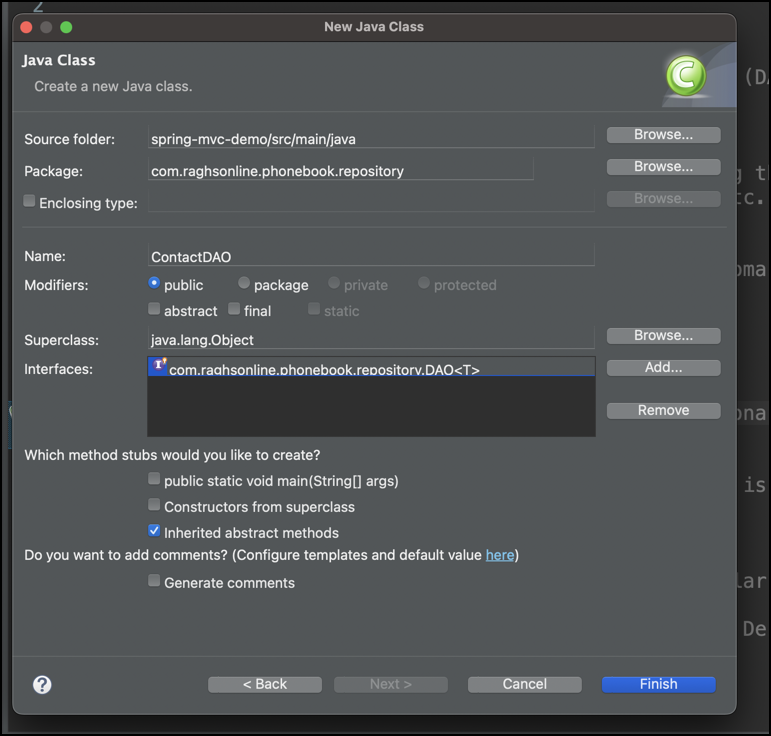 2
New Java Class
Java Class
Create a new Java class.
C
(DA
Source folder: spring-mvc-demo/src/main/java Browse...
Package: com.raghsonline.phonebook.repository Browse...
g t
Enclosing type: Browse...
tc.
Name: ContactDAO
oma
Modifiers: public package private protected
abstract final static
Superclass: java.lang.Object Browse...
Interfaces: I com.raghsonline.phonebook.repository.DAO<T> Add...
Remove
ona
Which method stubs would you like to create?
public static void main(String[] args)
is
Constructors from superclass
Inherited abstract methods
Do you want to add comments? (Configure templates and default value here)
Generate comments
lar
De
? < Back Next > Cancel Finish